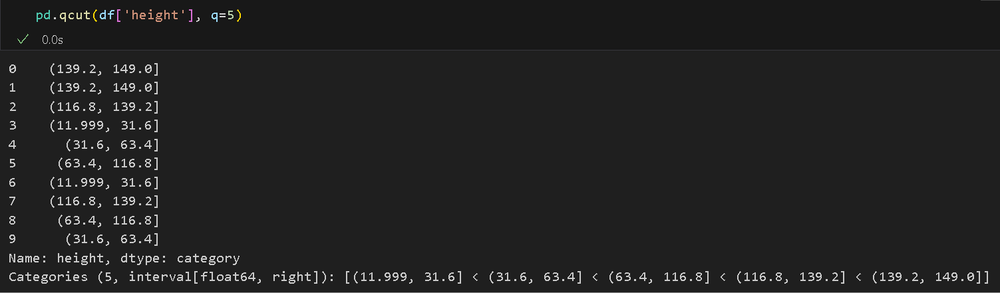 pd.qcut(df['height'], q=5)
0.0s
0    (139.2, 149.0]
1    (139.2, 149.0]
2    (116.8, 139.2]
3    (11.999, 31.6]
4      (31.6, 63.4]
5     (63.4, 116.8]
6    (11.999, 31.6]
7    (116.8, 139.2]
8     (63.4, 116.8]
9      (31.6, 63.4]
Name: height, dtype: category
Categories (5, interval[float64, right]): [(11.999, 31.6] < (31.6, 63.4] < (63.4, 116.8] < (116.8, 139.2] < (139.2, 149.0]]